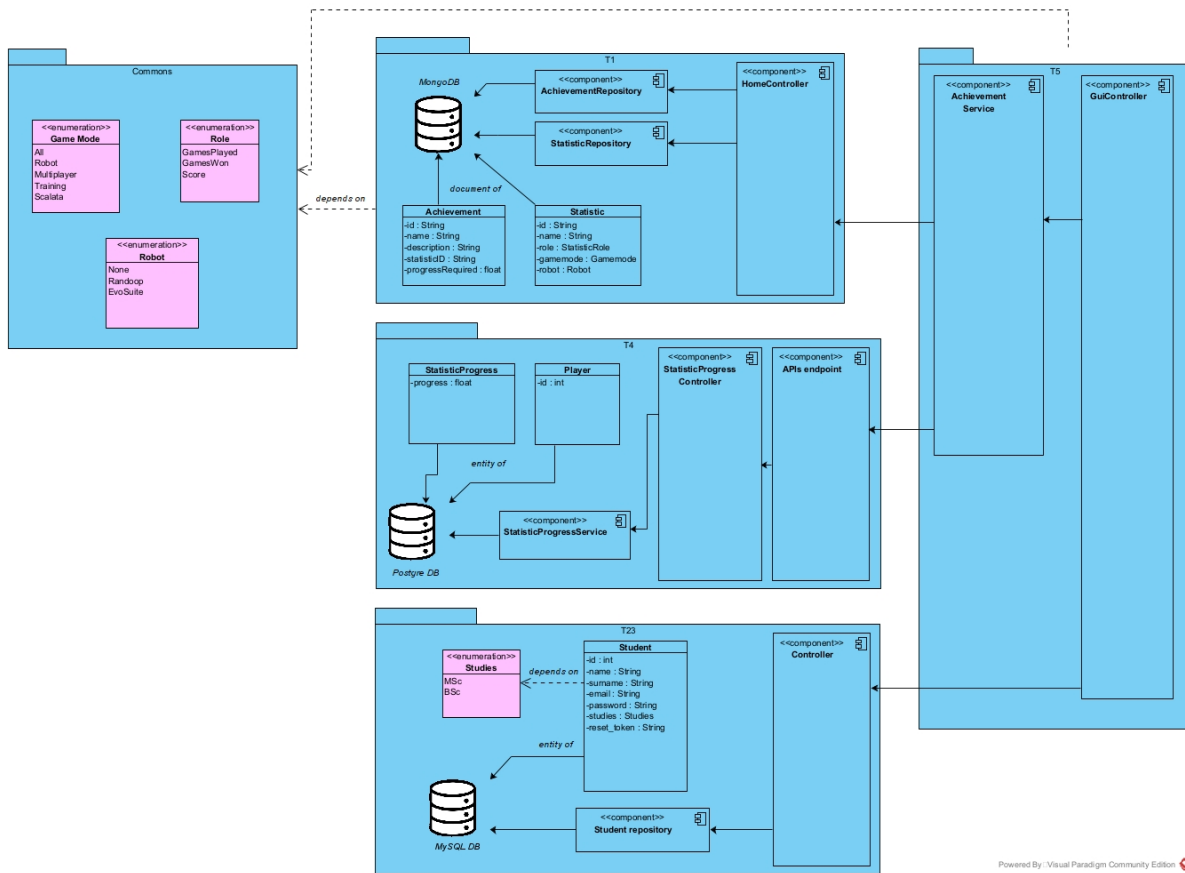 Commons
<<enumeration>>
Game Mode
All
Robot
Multiplayer
Training
Scalata
<<enumeration>>
Role
GamesPlayed
GamesWon
Score
<<enumeration>>
Robot
None
Randoop
EvoSuite
depends on
T1
MongoDB
<<component>>
AchievementRepository
<<component>>
StatisticRepository
<<component>>
HomeController
document of
Achievement
-id : String
-name : String
-description : String
-statisticID : String
-progressRequired : float
Statistic
-id : String
-name : String
-role : StatisticRole
-gamemode : Gamemode
-robot : Robot
T4
StatisticProgress
-progress : float
Player
-id : int
<<component>>
StatisticProgress
Controller
<<component>>
APIs endpoint
entity of
<<component>>
StatisticProgressService
Postgre DB
T23
<<enumeration>>
Studies
MSc
BSc
depends on
Student
-id : int
-name : String
-surname : String
-email : String
-password : String
-studies : Studies
-reset_token : String
<<component>>
Controller
entity of
<<component>>
Student repository
MySQL DB
T5
<<component>>
Achievement
Service
<<component>>
GuiController
Powered By : Visual Paradigm Community Edition